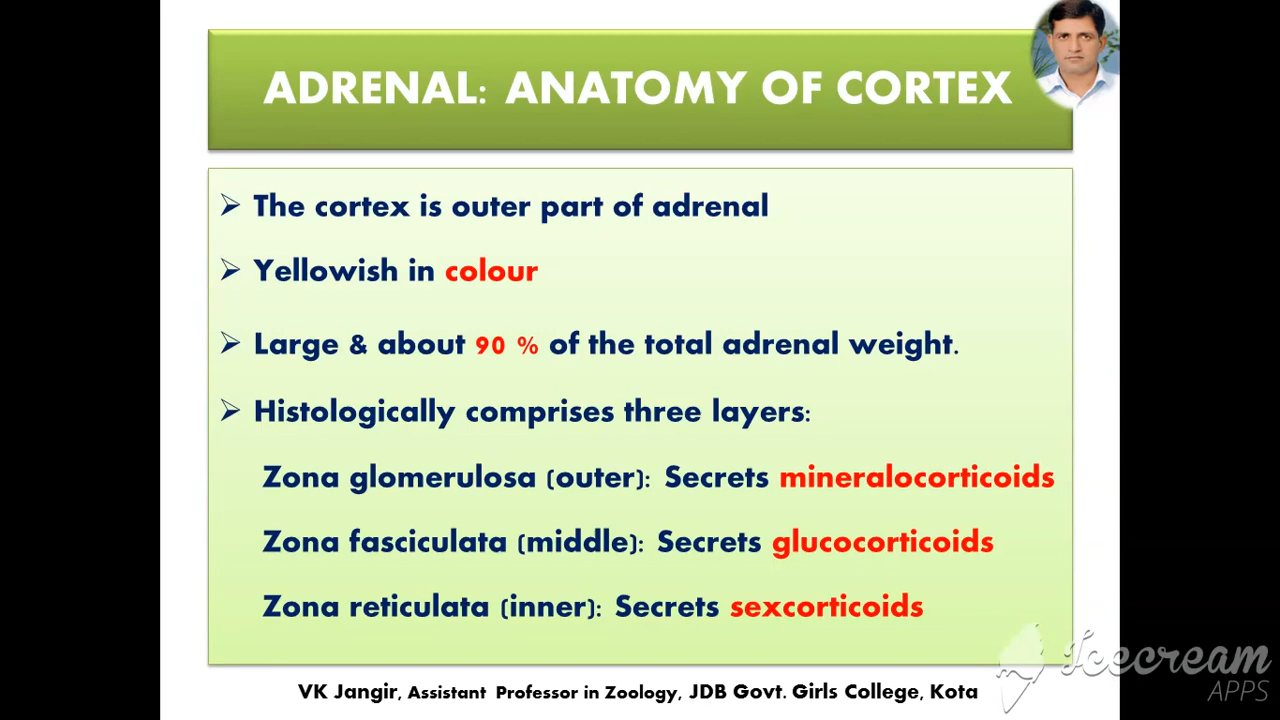 ADRENAL: ANATOMY OF CORTEX
The cortex is outer part of adrenal
Yellowish in colour
Large & about 90 % of the total adrenal weight.
Histologically comprises three layers:
Zona glomerulosa (outer): Secrets mineralocorticoids
Zona fasciculata (middle): Secrets glucocorticoids
Zona reticulata (inner): Secrets sexcorticoids
VK Jangir, Assistant Professor in Zoology, JDB Govt. Girls College, Kota
Icecream
APPS